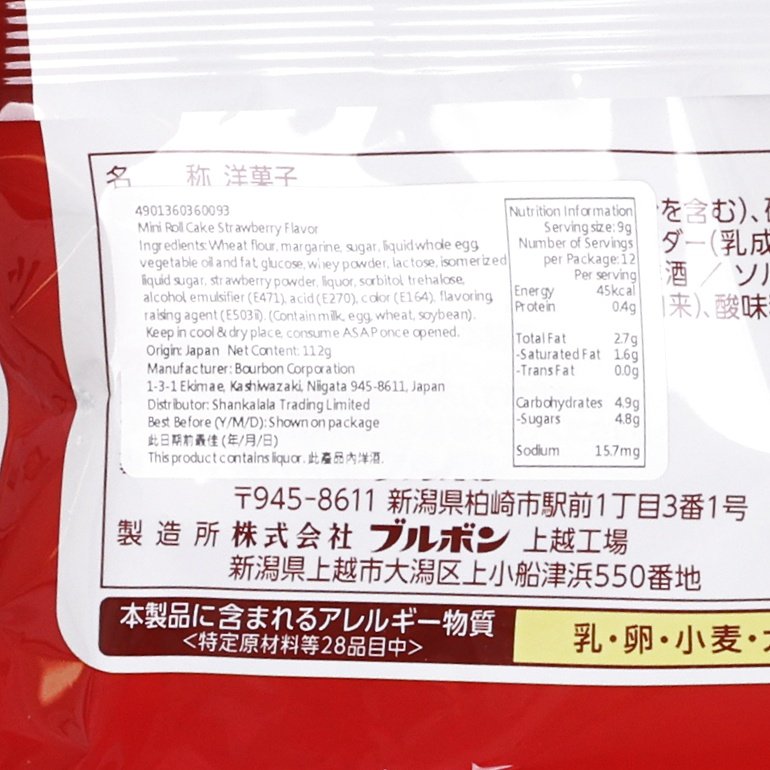 名 称 洋菓子
4901360360093
Mini Roll Cake Strawberry Flavor
Ingredients: Wheat flour, margarine, sugar, liquid whole egg,
vegetable oil and fat, glucose, whey powder, lactose, isomerized
liquid sugar, strawberry powder, liquor, sorbitol, trehalose,
alcohol, emulsifier (E471), acid (E270), color (E164), flavoring,
raising agent (E503ii). (Contain milk, egg, wheat, soybean).
Keep in cool & dry place, consume ASAP once opened.
Origin: Japan Net Content: 112g
Manufacturer: Bourbon Corporation
1-3-1 Ekimae, Kashiwazaki, Niigata 945-8611, Japan
Distributor: Shankalala Trading Limited
Best Before (Y/M/D): Shown on package
此日期前最佳 (年/月/日)
This product contains liquor. 此產品內洋酒.
Nutrition Information
Serving size: 9g
Number of Servings
per Package: 12
Per serving
Energy 45kcal
Protein 0.4g
Total Fat 2.7g
-Saturated Fat 1.6g
-Trans Fat 0.0g
Carbohydrates 4.9g
-Sugars 4.8g
Sodium 15.7mg
を含む)、
ダー(乳成
酒 / ソル
来)、酸味
〒945-8611 新潟県柏崎市駅前1丁目3番1号
製造所 株式会社 ブルボン 上越工場
新潟県上越市大潟区上小船津浜550番地
本製品に含まれるアレルギー物質
<特定原材料等28品目中>
乳・卵・小麦・